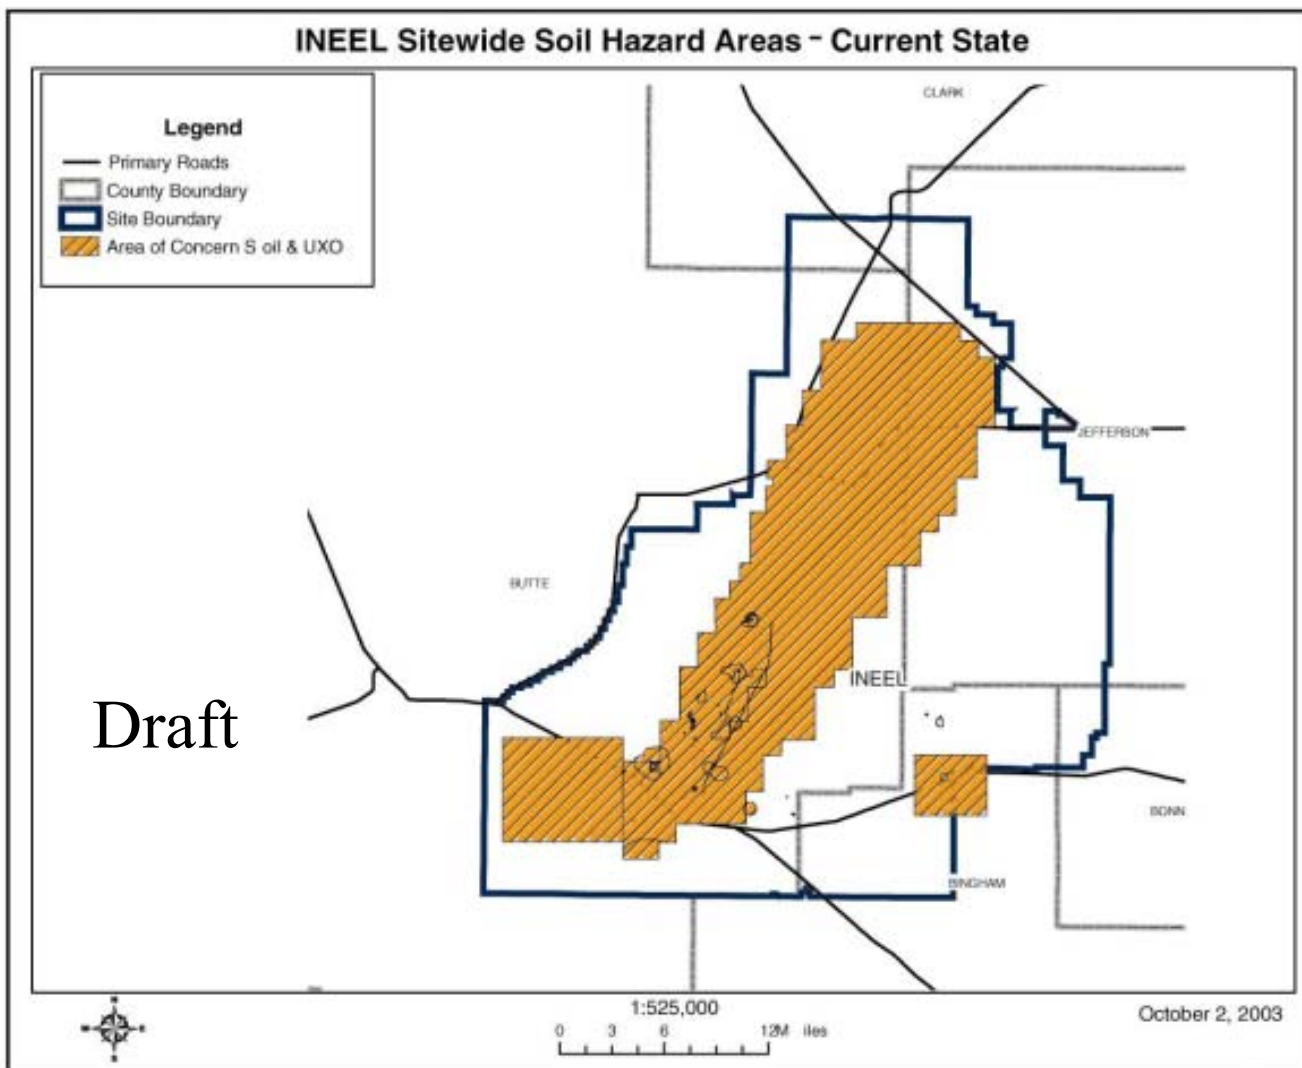 INEEL Sitewide Soil Hazard Areas - Current State
Legend
Primary Roads
County Boundary
Site Boundary
Area of Concern S oil & UXO
CLARK
JEFFERSON
BUTTE
INEEL
Draft
BONN
BINGHAM
1:525,000
0 3 6 12M iles
October 2, 2003
N
W E
S